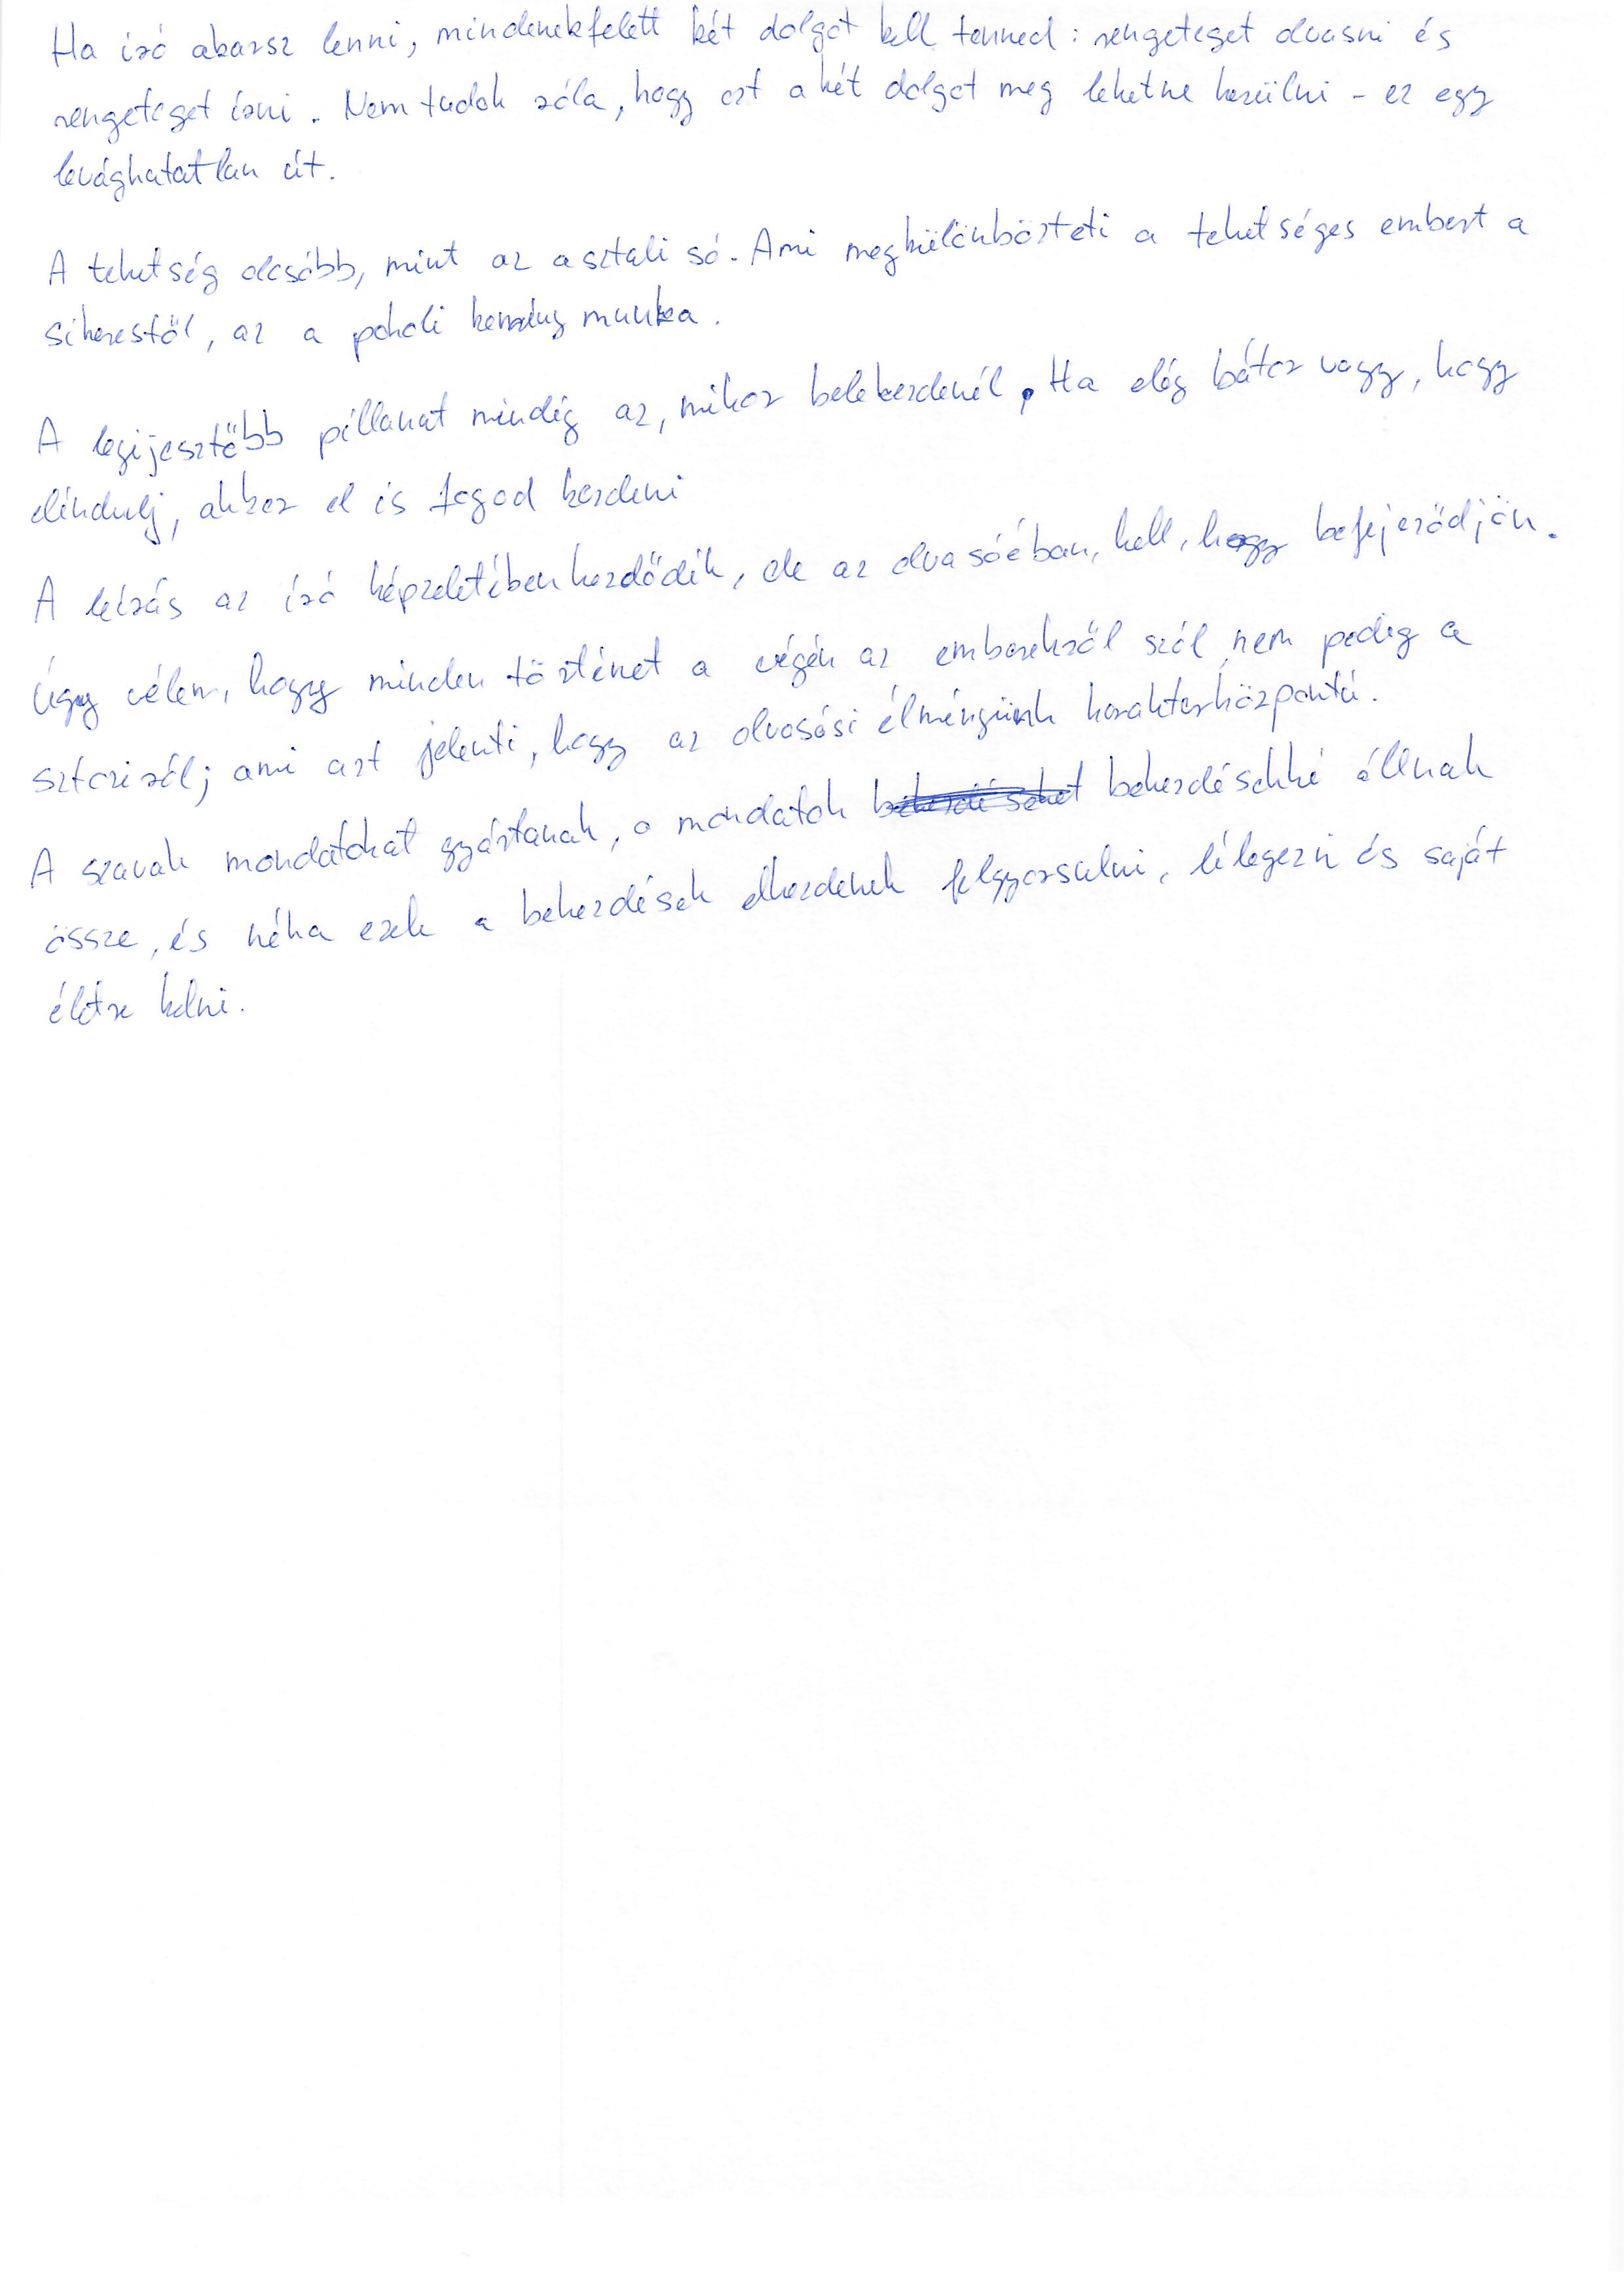 Ha író akarsz lenni, mindenekfelett két dolgot kell tenned: rengeteget olvasni és
rengeteget írni. Nem tudok róla, hogy ezt a két dolgot meg lehetne kerülni - ez egy
levághatatlan út.
A tehetség olcsóbb, mint az asztali só. Ami megkülönbözteti a tehetséges embert a
sikerestől, az a pokoli kemény munka.
A legijesztőbb pillanat mindig az, mikor belekezdenél. Ha elég bátor vagy, hogy
elindulj, akkor el is fogod kezdeni
A leírás az író képzeletében kezdődik, de az olvasóéban, kell, hogy befejeződjön.
Úgy vélem, hogy minden történet a végén az emberekről szól, nem pedig a
sztoriról; ami azt jelenti, hogy az olvasási élményünk karakterközpontú.
A szavak mondatokat gyártanak, a mondatok bekezdéseket bekezdésekké állnak
össze, és néha ezek a bekezdések elkezdenek felgyorsulni, lélegezni és saját
életre kelni.